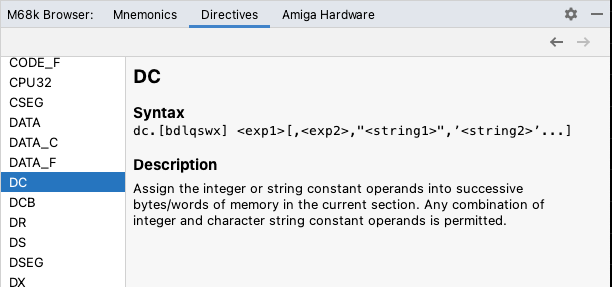 M68k Browser: Mnemonics Directives Amiga Hardware
CODE_F
CPU32
CSEG
DATA
DATA_C
DATA_F
DC
DCB
DR
DS
DSEG
DX
DC
Syntax
dc.[bdlqswx] <exp1>[,<exp2>,"<string1>",’<string2>’...]
Description
Assign the integer or string constant operands into successive
bytes/words of memory in the current section. Any combination of
integer and character string constant operands is permitted.